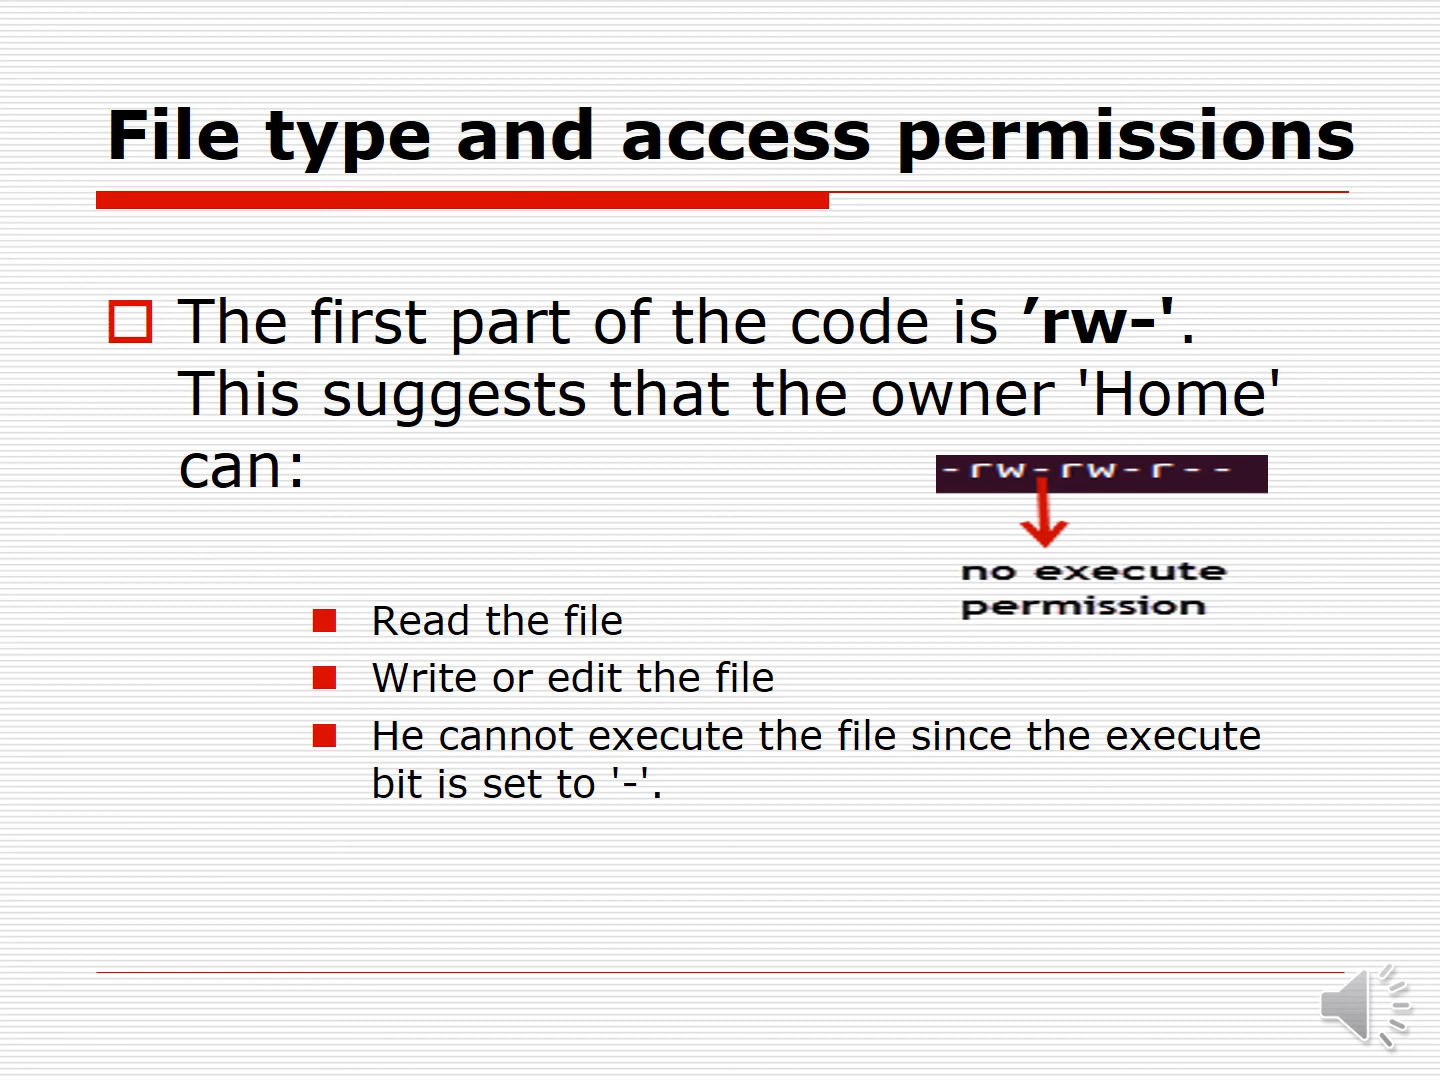 File type and access permissions
The first part of the code is ’rw-'.
This suggests that the owner 'Home'
can:
-rw-rw-r--
no execute
permission
Read the file
Write or edit the file
He cannot execute the file since the execute
bit is set to '-'.